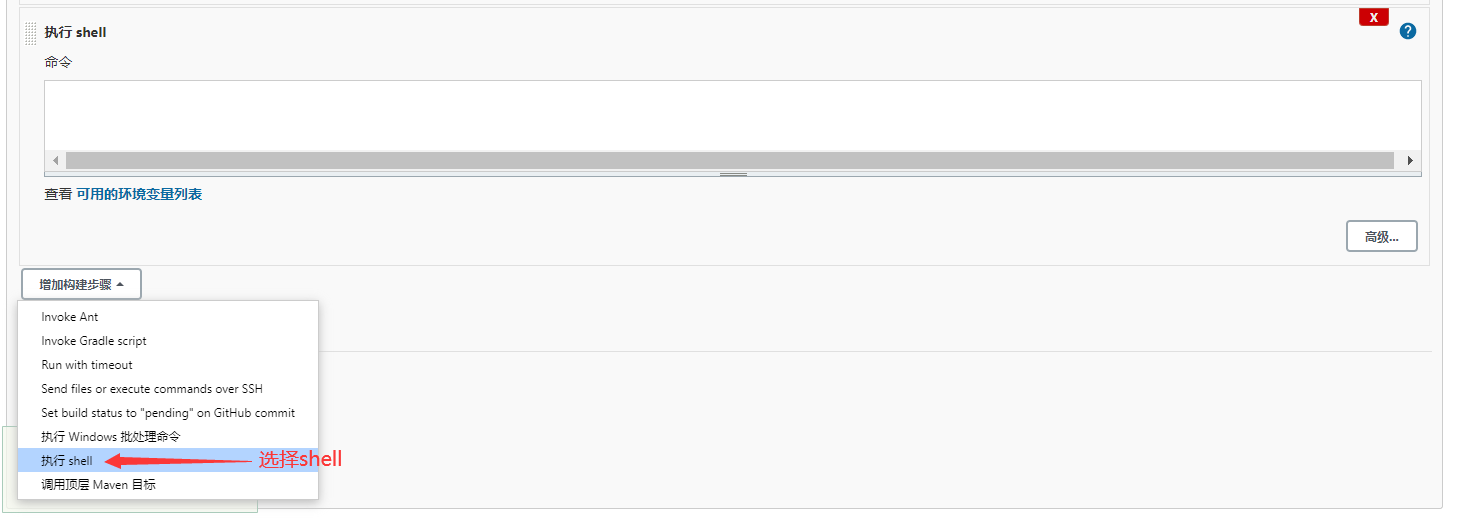 执行 shell
X
?
命令
查看 可用的环境变量列表
高级...
增加构建步骤
Invoke Ant
Invoke Gradle script
Run with timeout
Send files or execute commands over SSH
Set build status to "pending" on GitHub commit
执行 Windows 批处理命令
执行 shell
选择shell
调用顶层 Maven 目标